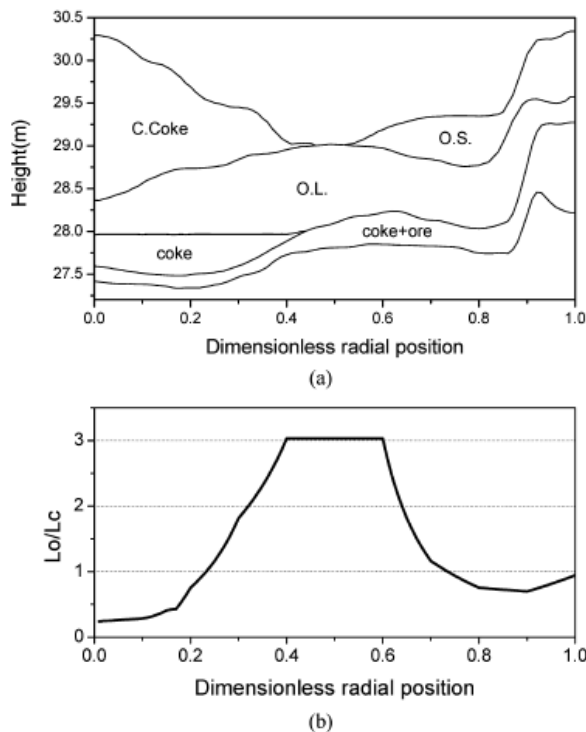 30.5
30.0
29.5
29.0
28.5
28.0
27.5
Height(m)
C.Coke
O.S.
O.L.
coke
coke+ore
0.0 0.2 0.4 0.6 0.8 1.0
Dimensionless radial position
(a)
3
2
1
0
Lo/Lc
0.0 0.2 0.4 0.6 0.8 1.0
Dimensionless radial position
(b)